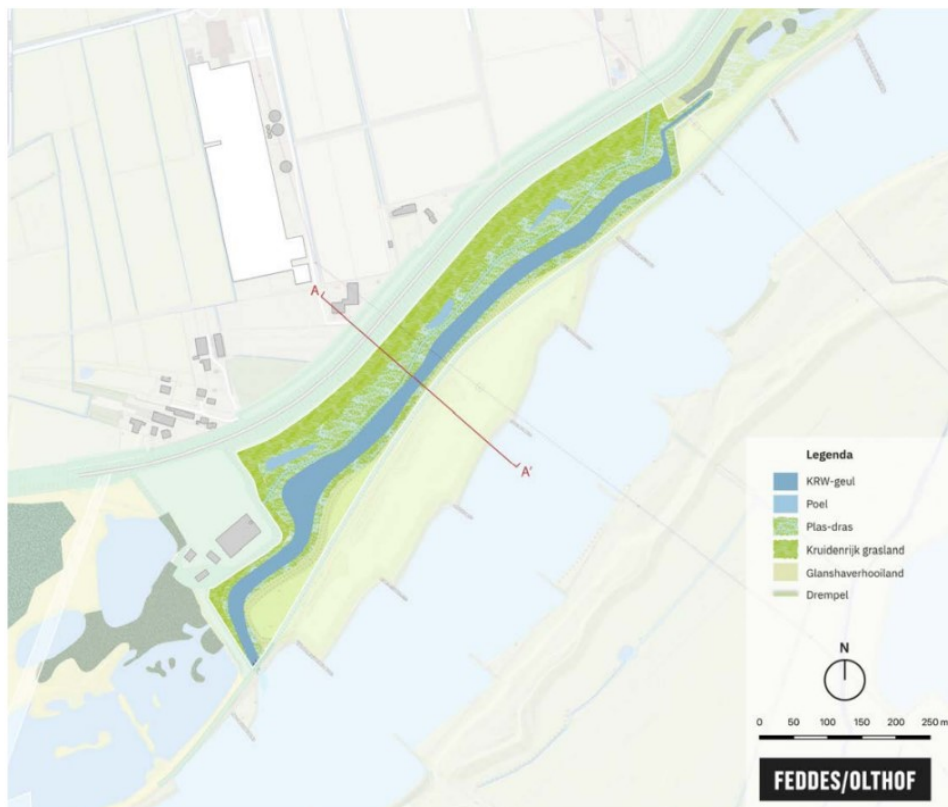 A
A'
Legenda
KRW-geul
Poel
Plas-dras
Kruidenrijk grasland
Glanshaverhooiland
Drempel
N
0 50 100 150 200 250 m
FEDDES/OLTHOF